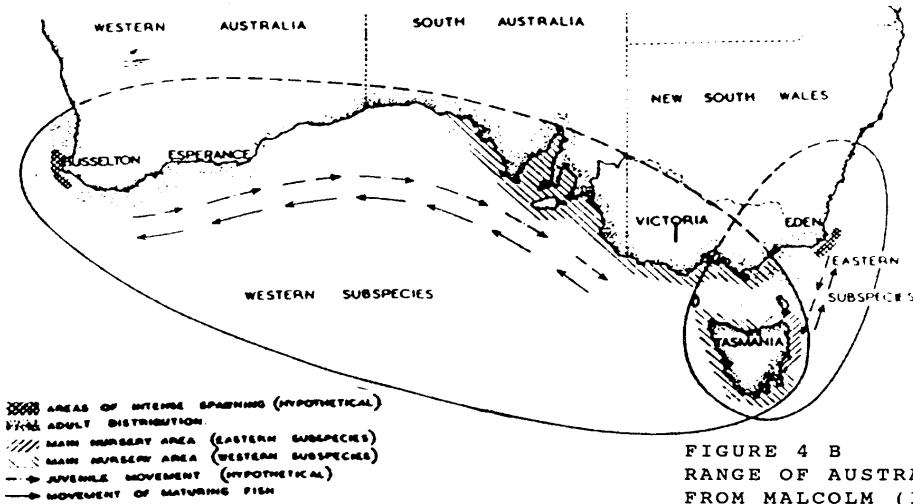 WESTERN AUSTRALIA
SOUTH AUSTRALIA
NEW SOUTH WALES
BUSSELTON
ESPERANCE
VICTORIA
EDEN
EASTERN
SUBSPECIES
WESTERN SUBSPECIES
TASMANIA
AREAS OF INTENSE SPAWNING (HYPOTHETICAL)
ADULT DISTRIBUTION.
MAIN NURSERY AREA (EASTERN SUBSPECIES)
MAIN NURSERY AREA (WESTERN SUBSPECIES)
JUVENILE MOVEMENT (HYPOTHETICAL)
MOVEMENT OF MATURING FISH
FIGURE 4 B
RANGE OF AUSTRA
FROM MALCOLM (